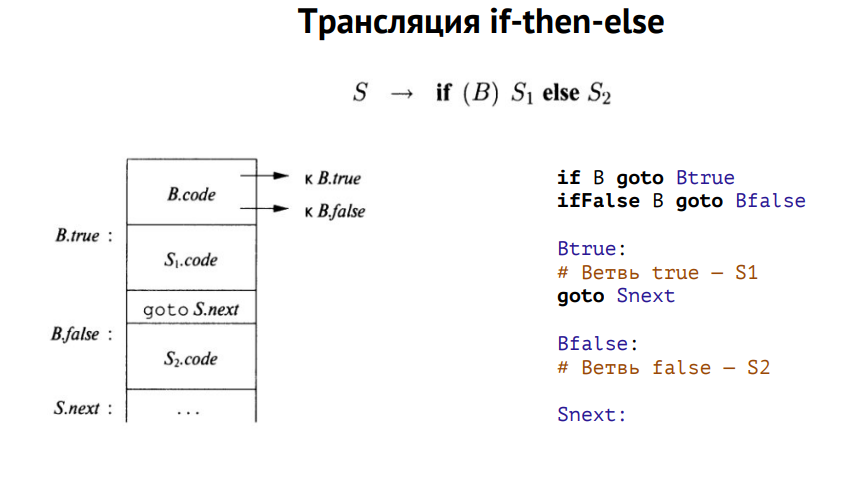 Трансляция if-then-else
S → if (B) S₁ else S₂
B.code
к B.true
к B.false
B.true :
S₁.code
goto S.next
B.false :
S₂.code
S.next :
...
if B goto Btrue
ifFalse B goto Bfalse
Btrue:
# Ветвь true – S1
goto Snext
Bfalse:
# Ветвь false – S2
Snext: